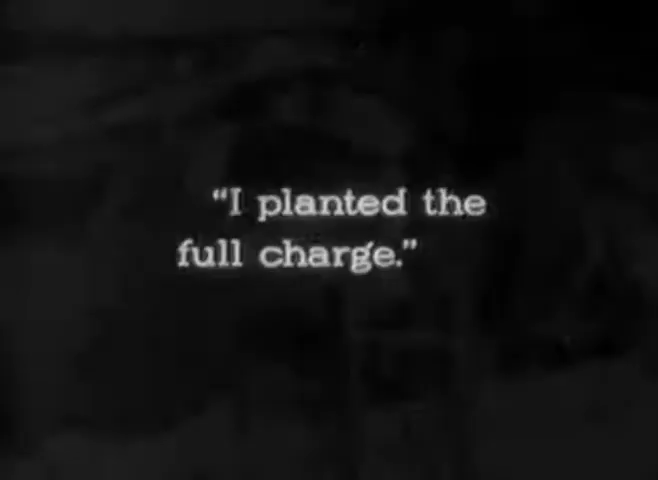 “I planted the
full charge.”